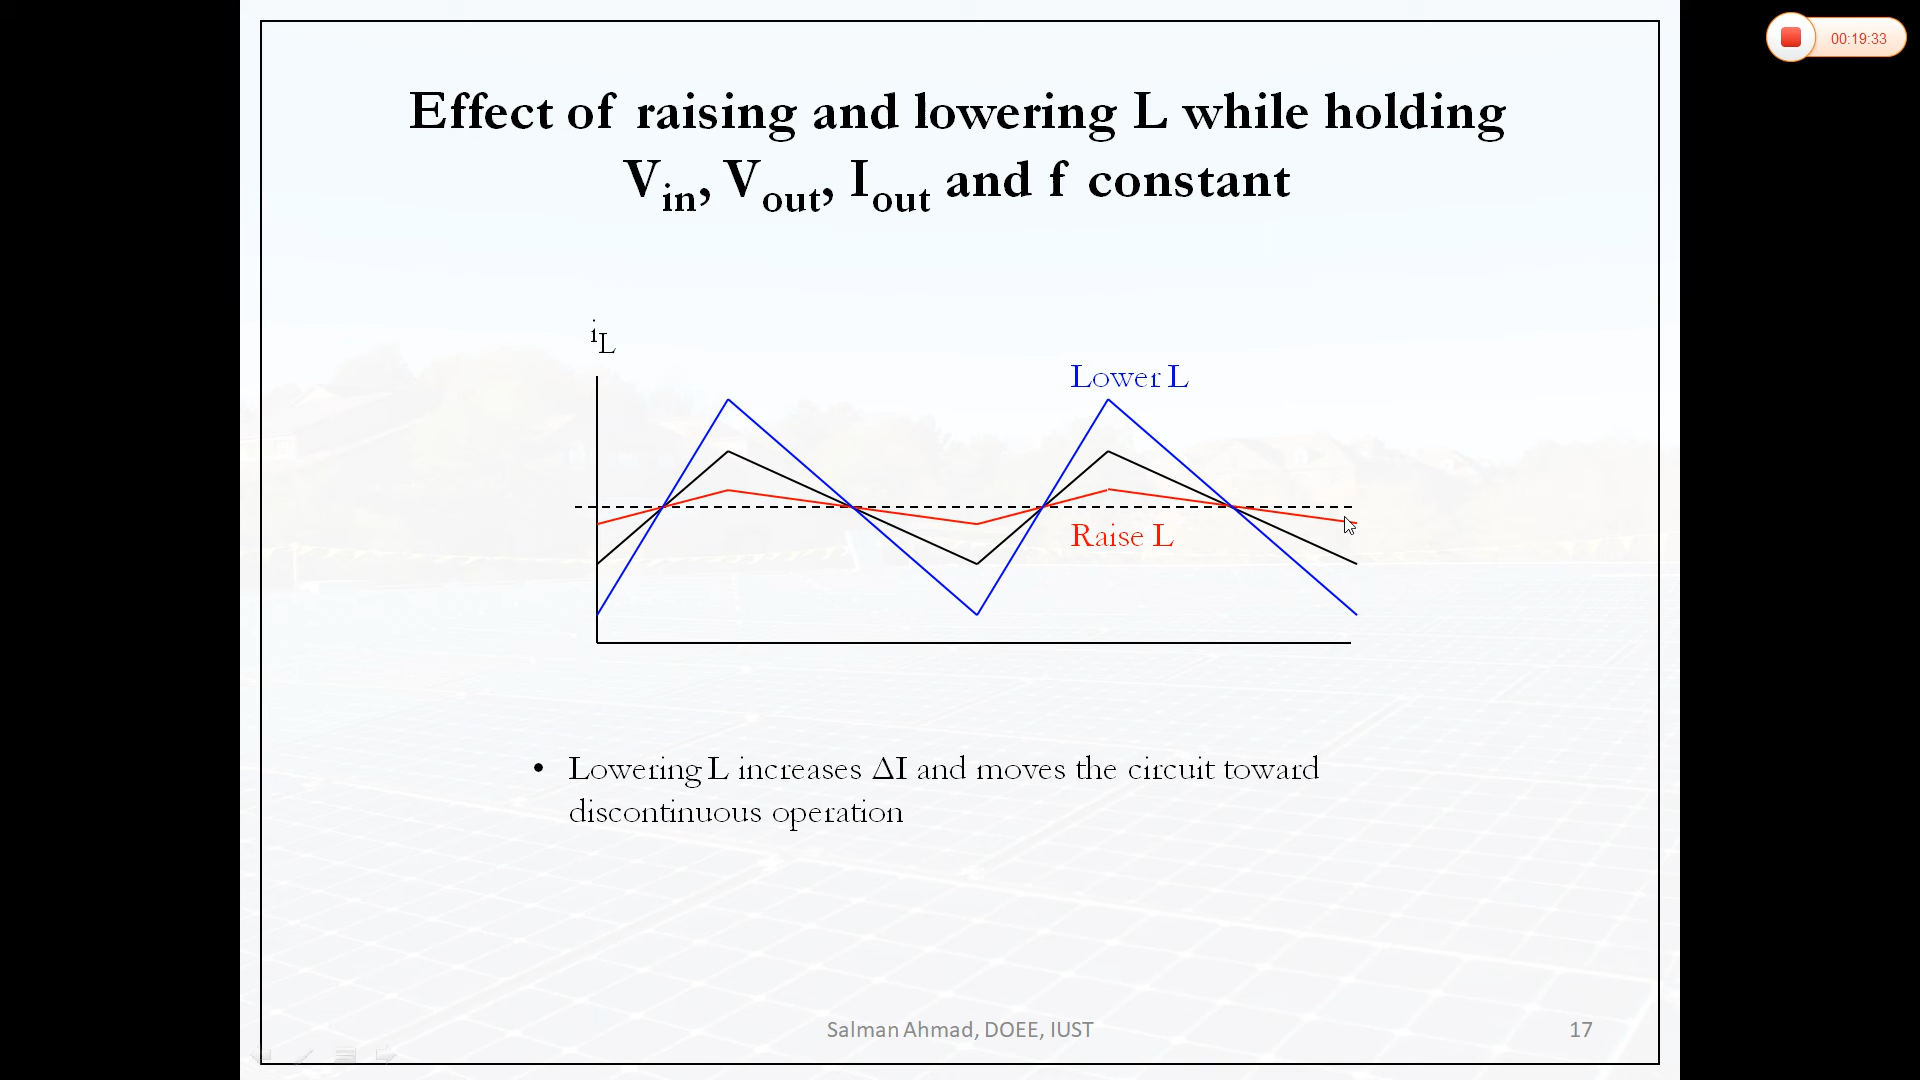 00:19:33
Effect of raising and lowering L while holding
Vin, Vout, Iout and f constant
iL
Lower L
Raise L
• Lowering L increases ΔI and moves the circuit toward
discontinuous operation
Salman Ahmad, DOEE, IUST
17